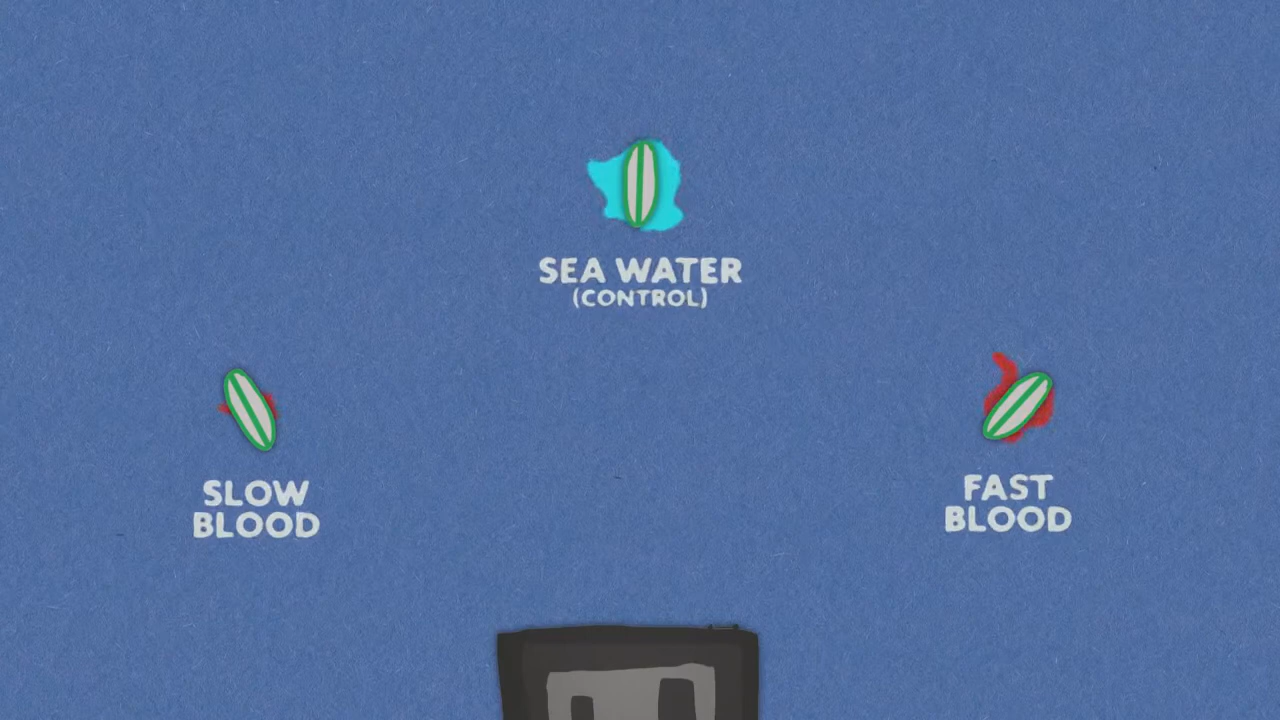 SEA WATER
(CONTROL)
SLOW
BLOOD
FAST
BLOOD